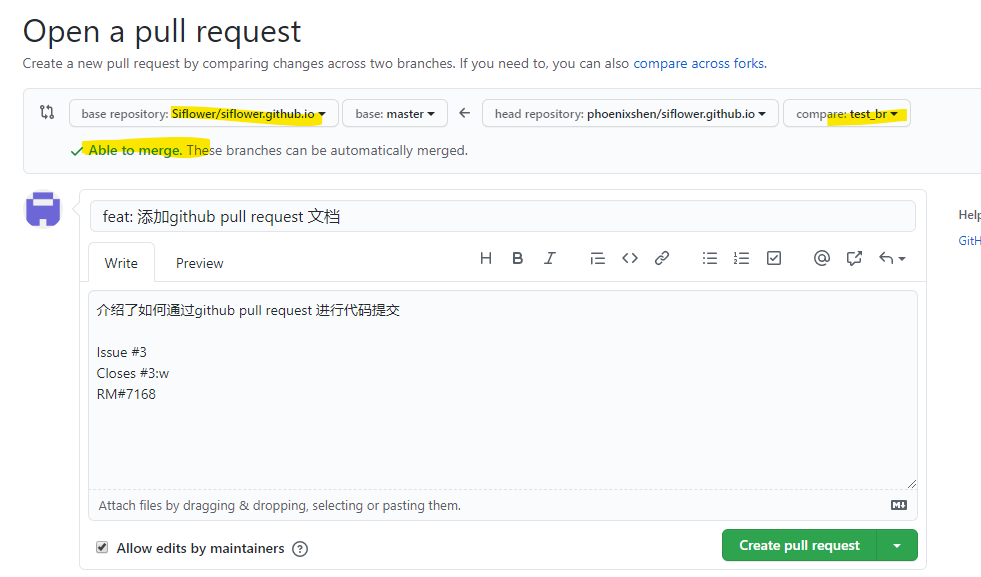 Open a pull request
Create a new pull request by comparing changes across two branches. If you need to, you can also compare across forks.
base repository: Siflower/siflower.github.io base: master head repository: phoenixshen/siflower.github.io compare: test_br
Able to merge. These branches can be automatically merged.
feat: 添加github pull request 文档
Write Preview H B I
介绍了如何通过github pull request 进行代码提交
Issue #3
Closes #3:w
RM#7168
Attach files by dragging & dropping, selecting or pasting them.
Allow edits by maintainers ?
Create pull request
Help
GitH